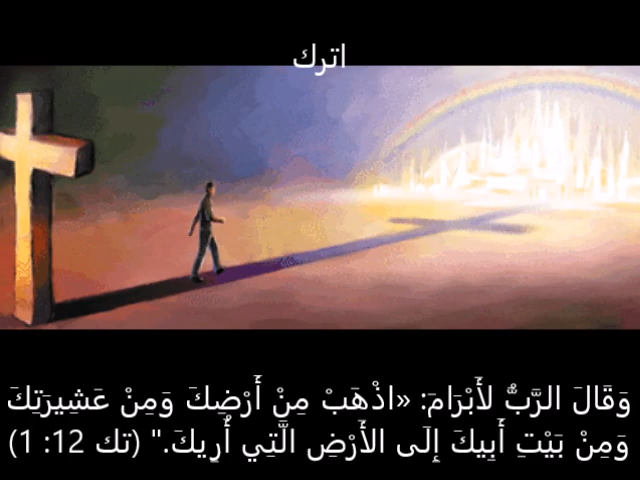 اترك
وَقَالَ الرَّبُّ لأَبْرَامَ: «اذْهَبْ مِنْ أَرْضِكَ وَمِنْ عَشِيرَتِكَ
وَمِنْ بَيْتِ أَبِيكَ إِلَى الأَرْضِ الَّتِي أُرِيكَ." (تك 12: 1)